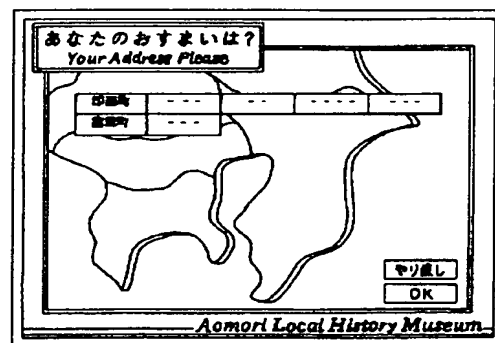 あなたのおすまいは?
Your Address Please
--- -- ---- ---
---
やり直し
OK
Aomori Local History Museum